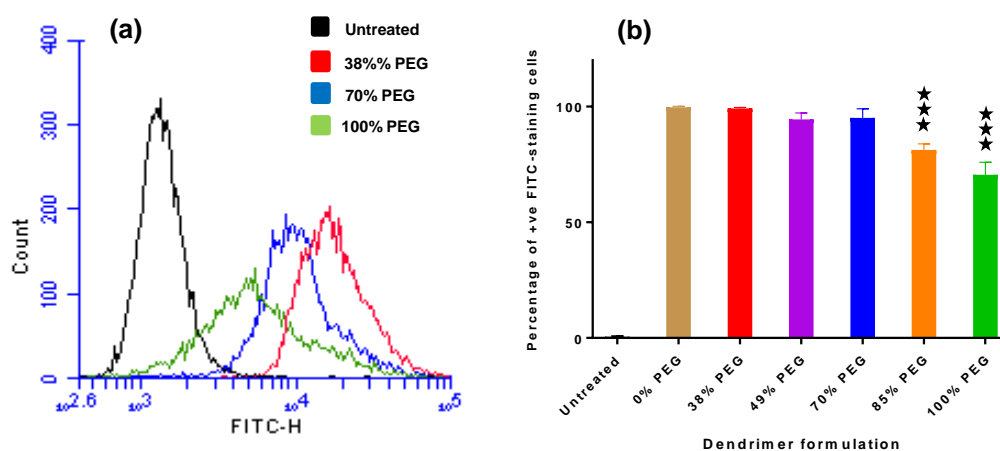 (a)
Untreated
38%% PEG
70% PEG
100% PEG
400
300
200
100
0
Count
10 2.6
10 3
10 4
10 5
FITC-H
(b)
Percentage of +ve FITC-staining cells
100
50
0
★★★
★★★
Untreated
0% PEG
38% PEG
49% PEG
70% PEG
85% PEG
100% PEG
Dendrimer formulation